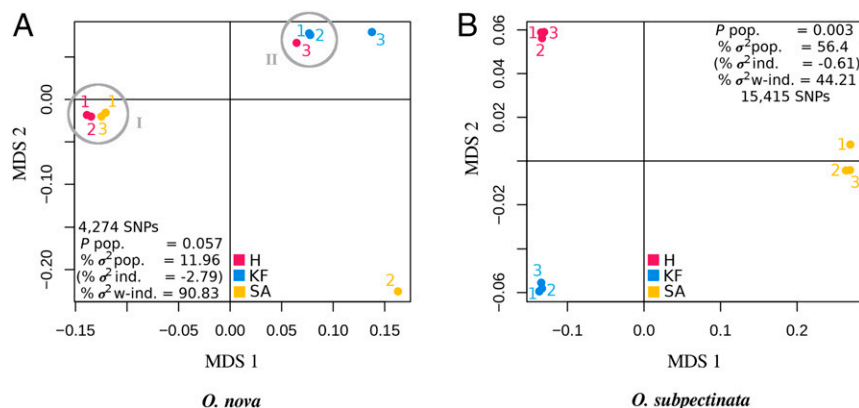 A
B
1
2
3
II
3
1
1
2
3
I
MDS 2
0.00
−0.10
−0.20
4,274 SNPs
P pop. = 0.057
% σ²pop. = 11.96
(% σ²ind. = -2.79)
% σ²w-ind. = 90.83
H
KF
SA
2
−0.15
−0.10
−0.05
0.00
0.05
0.10
0.15
MDS 1
O. nova
MDS 2
0.06
0.04
0.02
−0.02
−0.06
1
3
2
P pop. = 0.003
% σ²pop. = 56.4
(% σ²ind. = -0.61)
% σ²w-ind. = 44.21
15,415 SNPs
1
2
3
3
1
2
H
KF
SA
−0.1
0.0
0.1
0.2
MDS 1
O. subpectinata